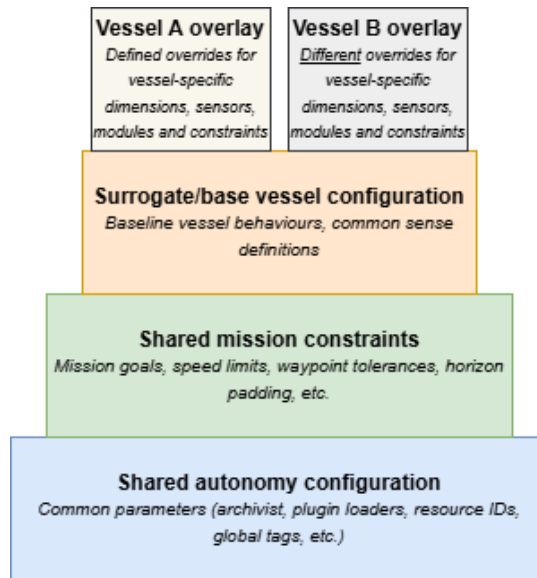 Vessel A overlay
Defined overrides for
vessel-specific
dimensions, sensors,
modules and constraints
Vessel B overlay
Different overrides for
vessel-specific
dimensions, sensors,
modules and constraints
Surrogate/base vessel configuration
Baseline vessel behaviours, common sense
definitions
Shared mission constraints
Mission goals, speed limits, waypoint tolerances, horizon
padding, etc.
Shared autonomy configuration
Common parameters (archivist, plugin loaders, resource IDs,
global tags, etc.)